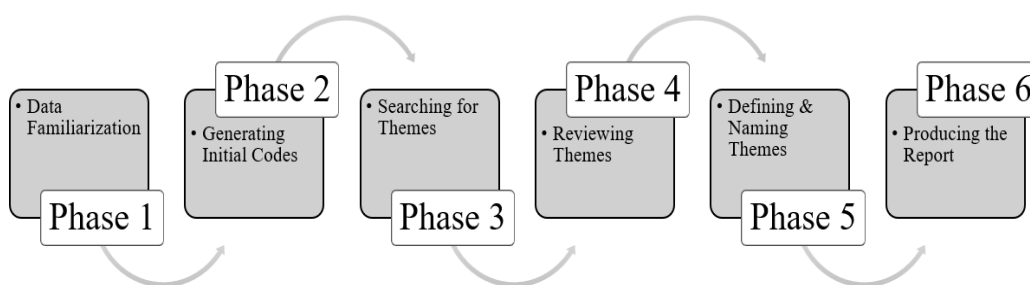 • Data
Familiarization
Phase 1
Phase 2
• Generating
Initial Codes
• Searching for
Themes
Phase 3
Phase 4
• Reviewing
Themes
• Defining &
Naming
Themes
Phase 5
Phase 6
• Producing the
Report